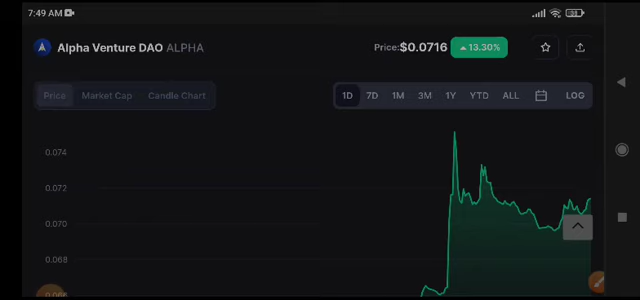 7:49 AM
Alpha Venture DAO ALPHA
Price:$0.0716 13.30%
Price Market Cap Candle Chart
1D 7D 1M 3M 1Y YTD ALL LOG
0.074
0.072
0.070
0.068